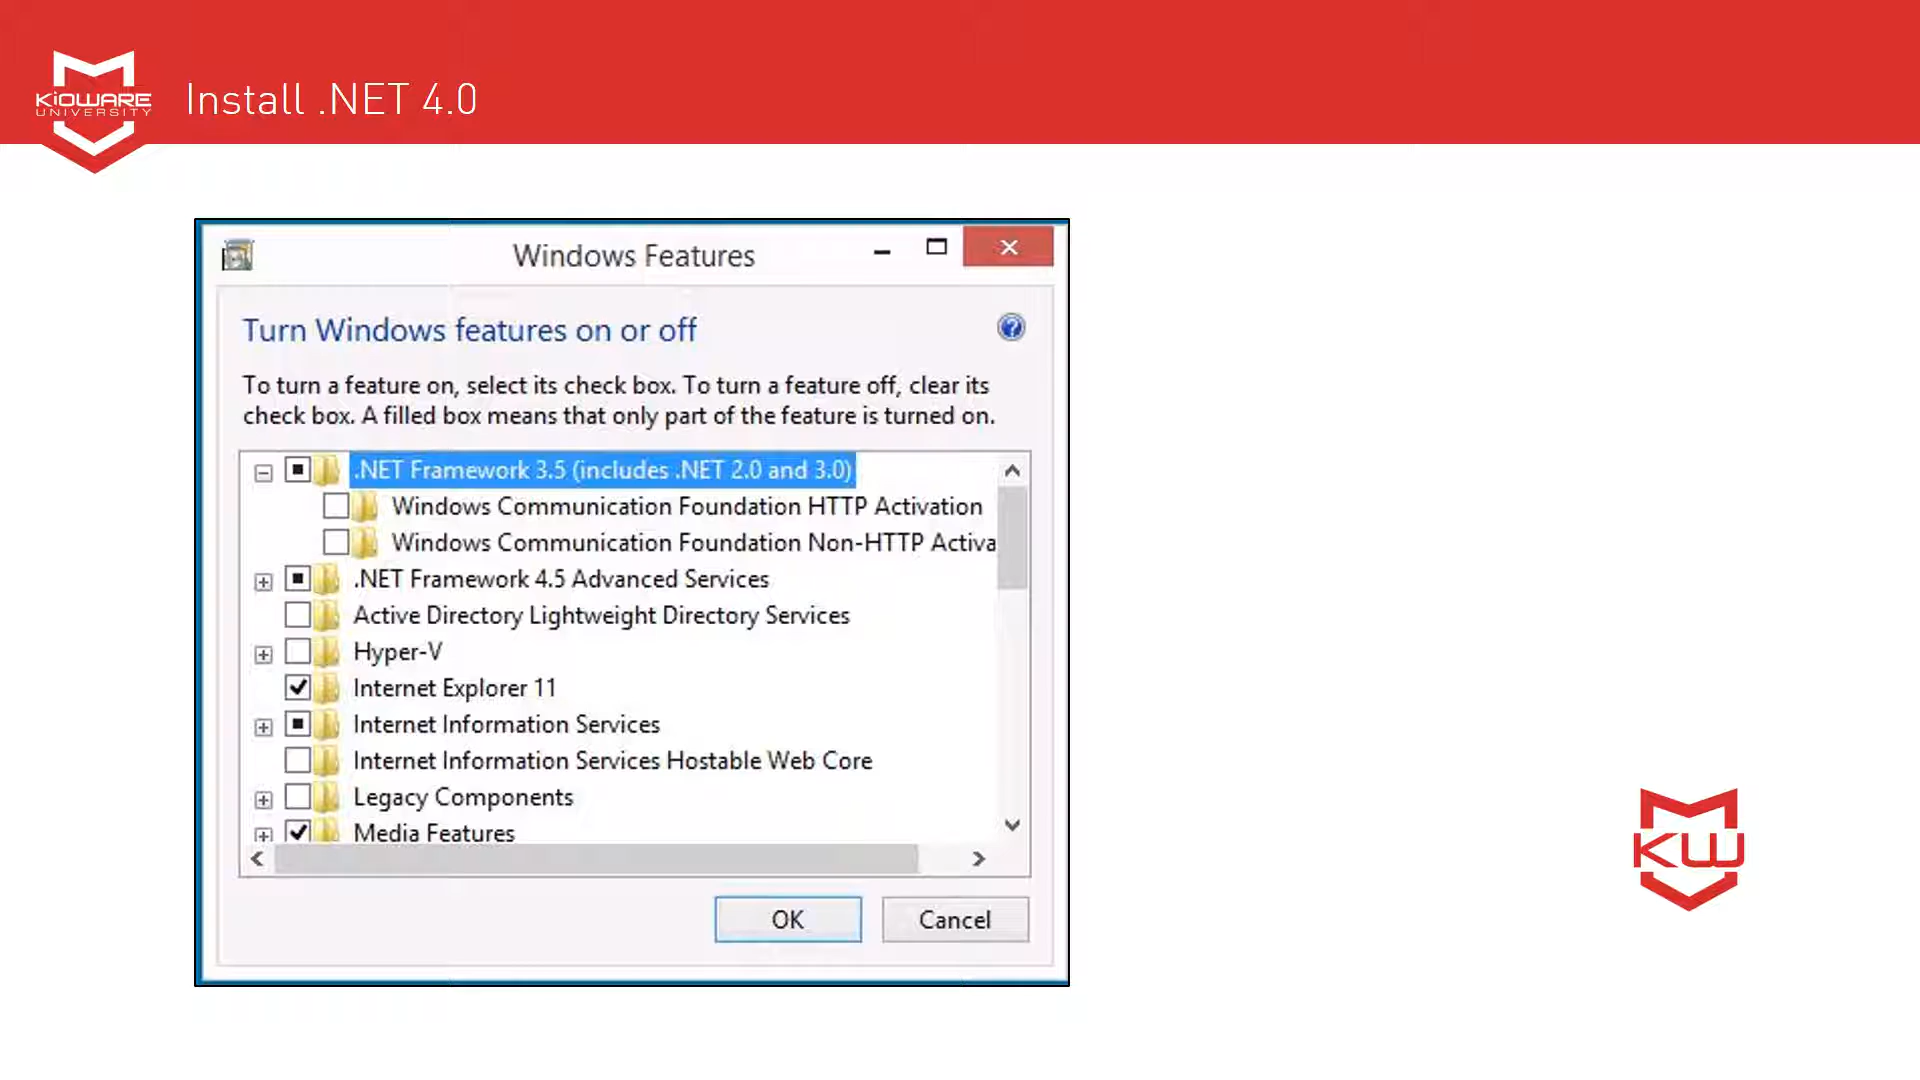 KIOWARE
UNIVERSITY
Install .NET 4.0
Windows Features
Turn Windows features on or off
To turn a feature on, select its check box. To turn a feature off, clear its
check box. A filled box means that only part of the feature is turned on.
.NET Framework 3.5 (includes .NET 2.0 and 3.0)
Windows Communication Foundation HTTP Activation
Windows Communication Foundation Non-HTTP Activa
.NET Framework 4.5 Advanced Services
Active Directory Lightweight Directory Services
Hyper-V
Internet Explorer 11
Internet Information Services
Internet Information Services Hostable Web Core
Legacy Components
Media Features
OK
Cancel
KW